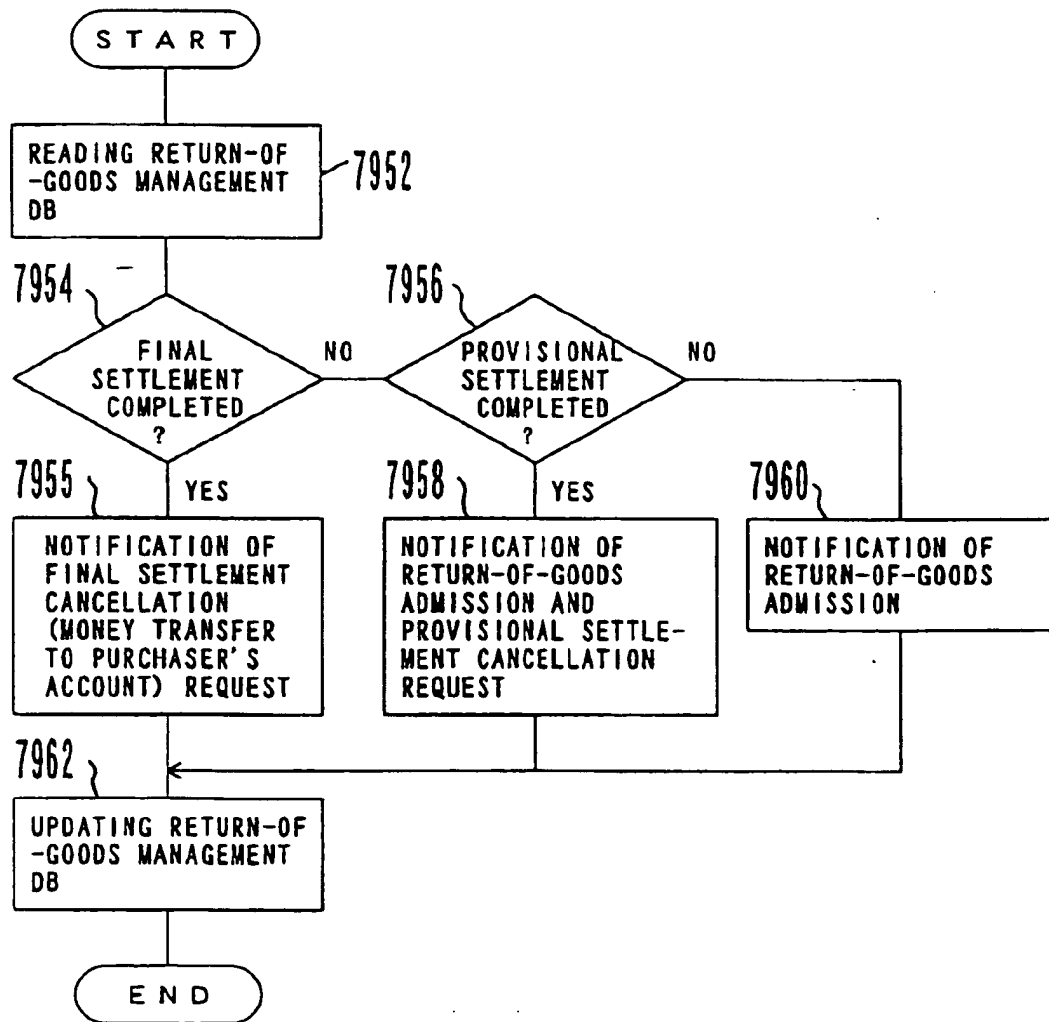 START
READING RETURN-OF
-GOODS MANAGEMENT
DB
7952
7954
FINAL
SETTLEMENT
COMPLETED
?
NO
7956
PROVISIONAL
SETTLEMENT
COMPLETED
?
NO
7955
YES
NOTIFICATION OF
FINAL SETTLEMENT
CANCELLATION
(MONEY TRANSFER
TO PURCHASER'S
ACCOUNT) REQUEST
7958
YES
NOTIFICATION OF
RETURN-OF-GOODS
ADMISSION AND
PROVISIONAL SETTLE-
MENT CANCELLATION
REQUEST
7960
NOTIFICATION OF
RETURN-OF-GOODS
ADMISSION
7962
UPDATING RETURN-OF
-GOODS MANAGEMENT
DB
END